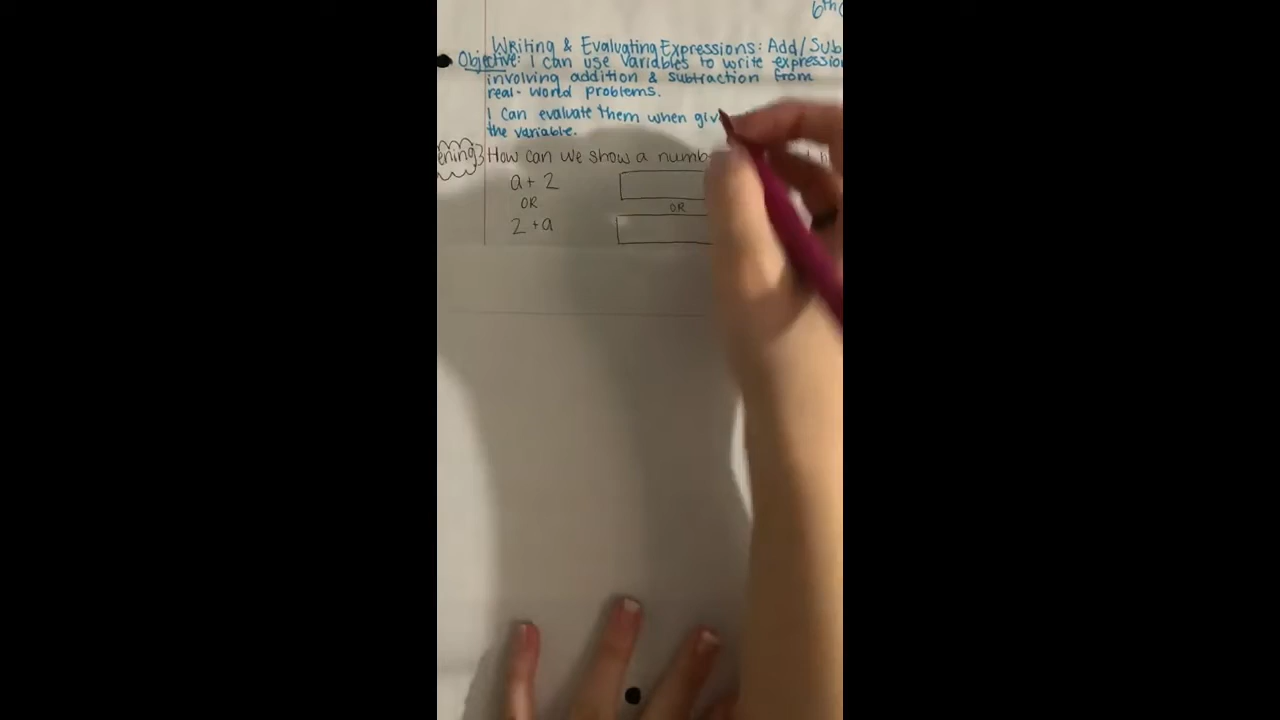 6th
Writing & Evaluating Expressions: Add/Sub
Objective: I can use variables to write expression
involving addition & subtraction from
real-world problems.
I can evaluate them when giv
the variable.
ening How can we show a numb
a + 2
OR OR
2 + a